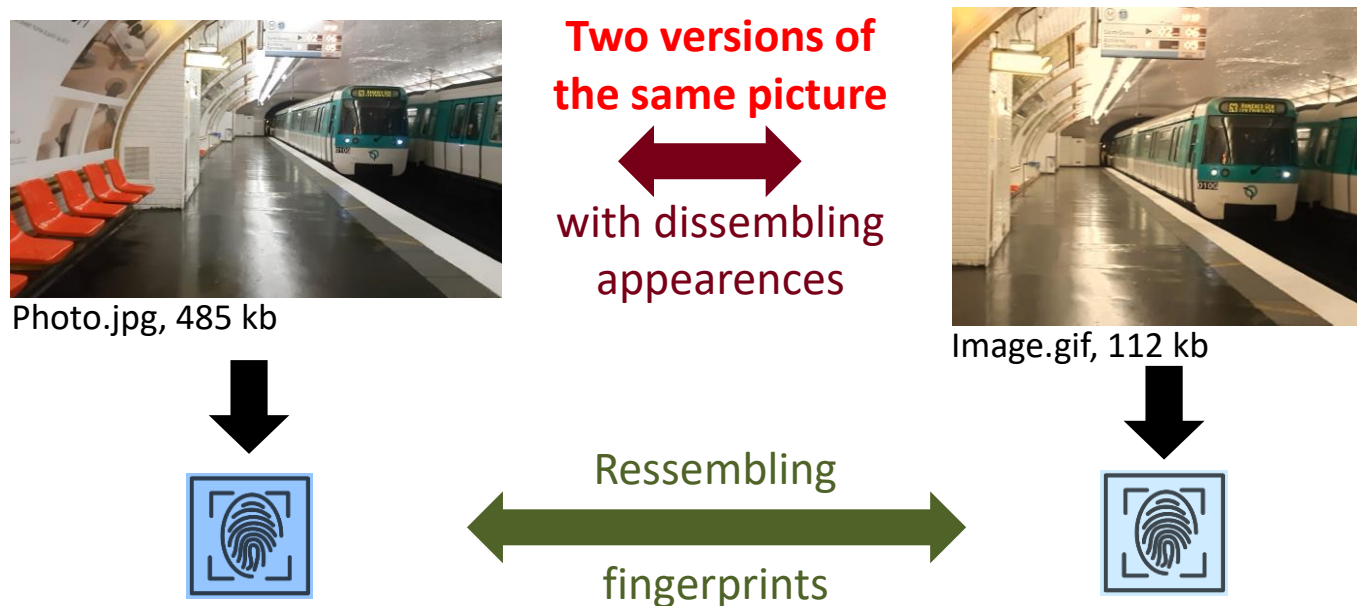 Two versions of
the same picture
with dissembling
appearences
Photo.jpg, 485 kb
Image.gif, 112 kb
Ressembling
fingerprints